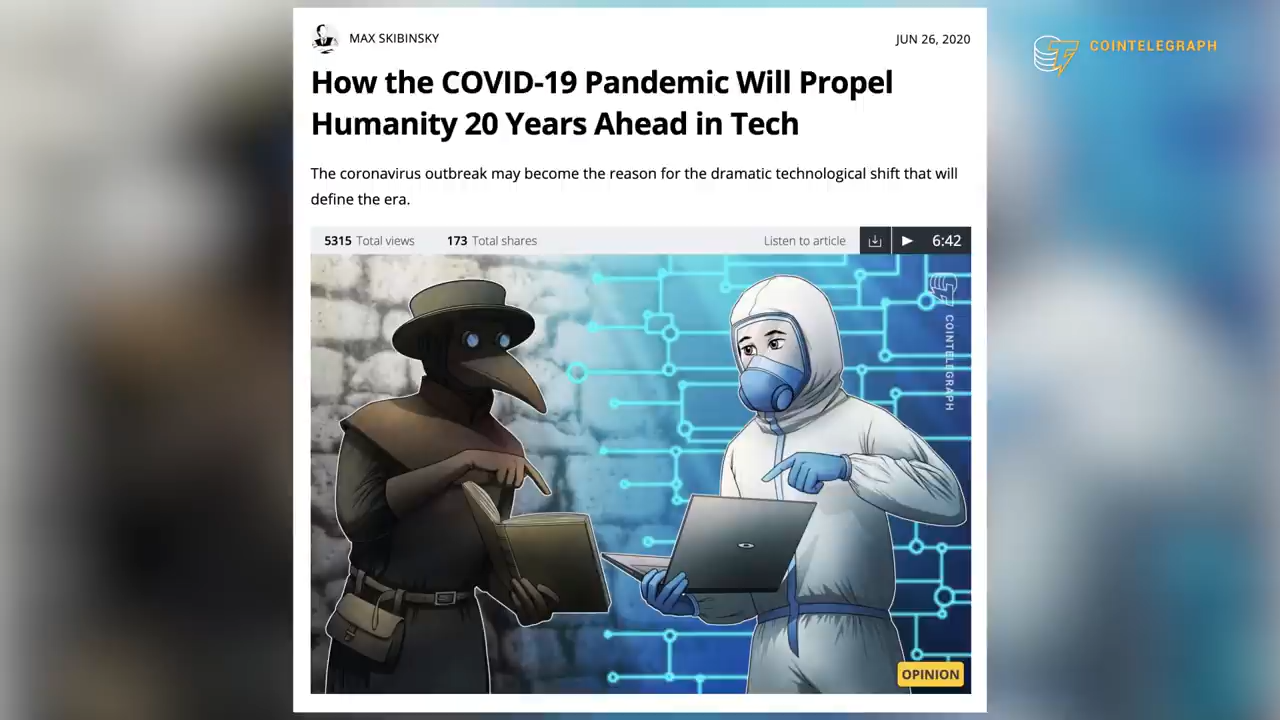 COINTELEGRAPH
MAX SKIBINSKY
JUN 26, 2020
How the COVID-19 Pandemic Will Propel
Humanity 20 Years Ahead in Tech
The coronavirus outbreak may become the reason for the dramatic technological shift that will
define the era.
5315 Total views 173 Total shares
Listen to article 6:42
COINTELEGRAPH
OPINION